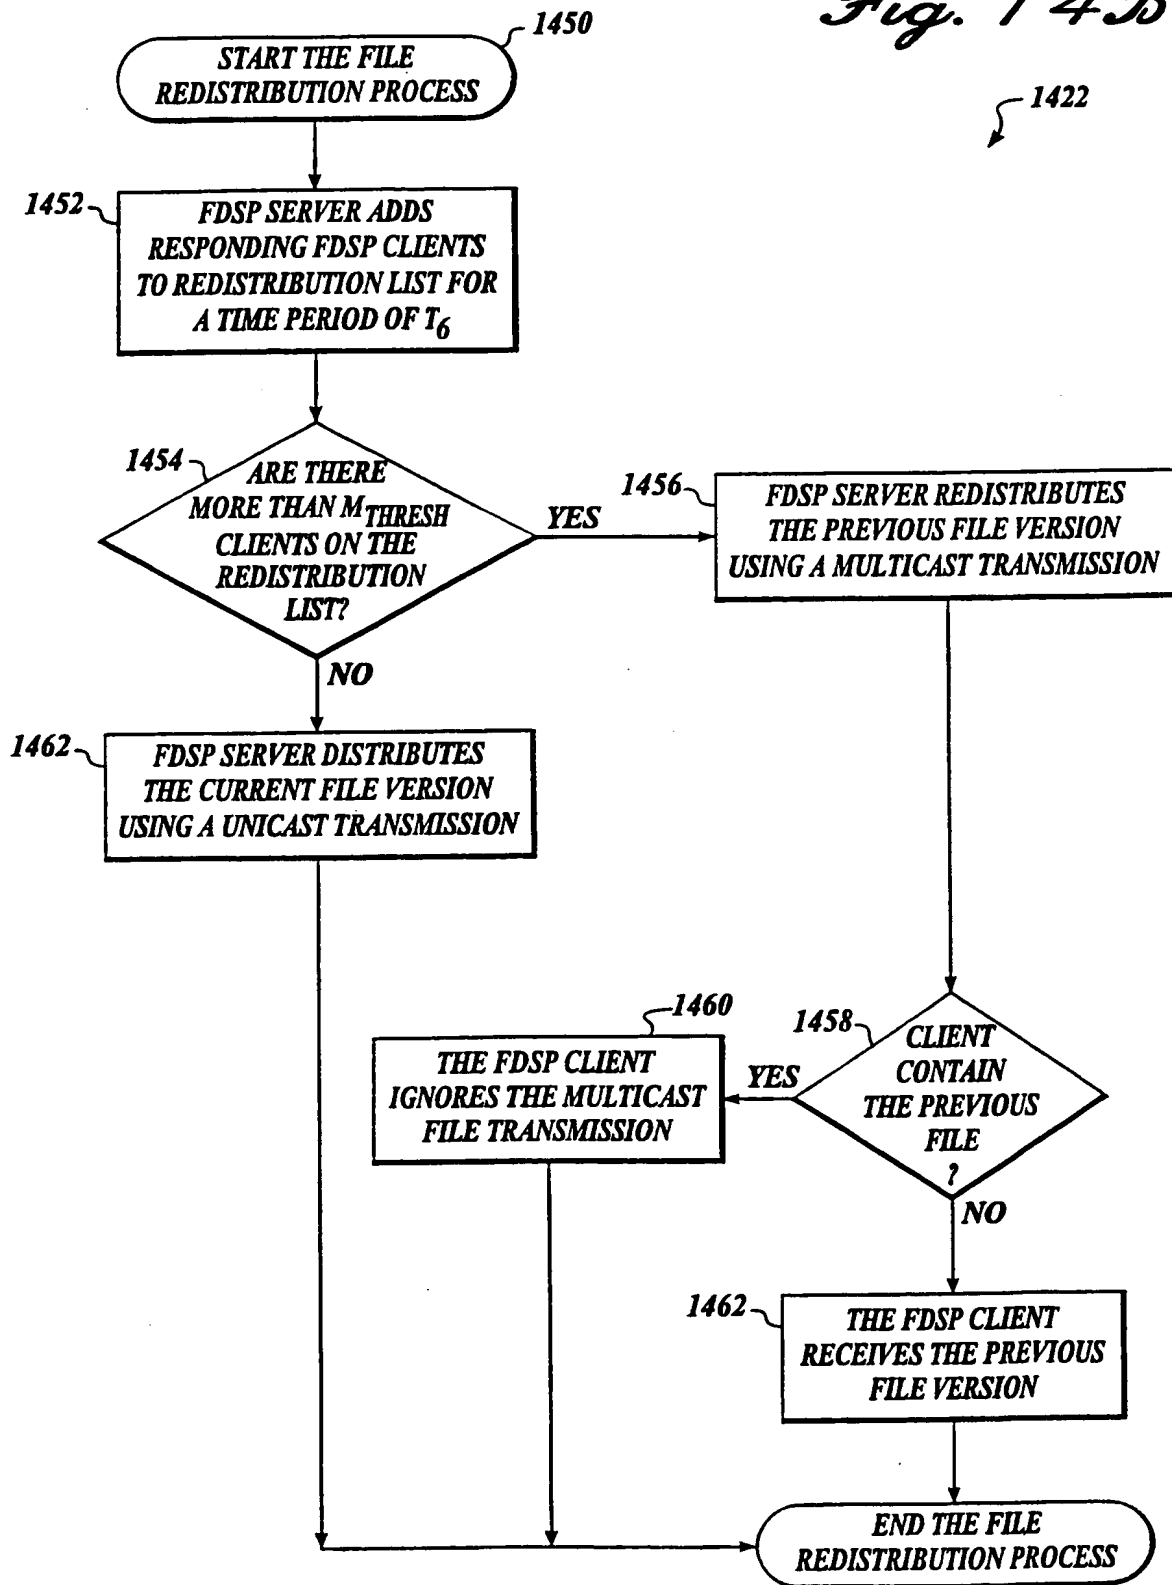 Fig. 14B
1450
START THE FILE
REDISTRIBUTION PROCESS
1422
1452
FDSP SERVER ADDS
RESPONDING FDSP CLIENTS
TO REDISTRIBUTION LIST FOR
A TIME PERIOD OF T6
1454
ARE THERE
MORE THAN MTHRESH
CLIENTS ON THE
REDISTRIBUTION
LIST?
YES
1456
FDSP SERVER REDISTRIBUTES
THE PREVIOUS FILE VERSION
USING A MULTICAST TRANSMISSION
NO
1462
FDSP SERVER DISTRIBUTES
THE CURRENT FILE VERSION
USING A UNICAST TRANSMISSION
1458
CLIENT
CONTAIN
THE PREVIOUS
FILE
?
YES
1460
THE FDSP CLIENT
IGNORES THE MULTICAST
FILE TRANSMISSION
NO
1462
THE FDSP CLIENT
RECEIVES THE PREVIOUS
FILE VERSION
END THE FILE
REDISTRIBUTION PROCESS